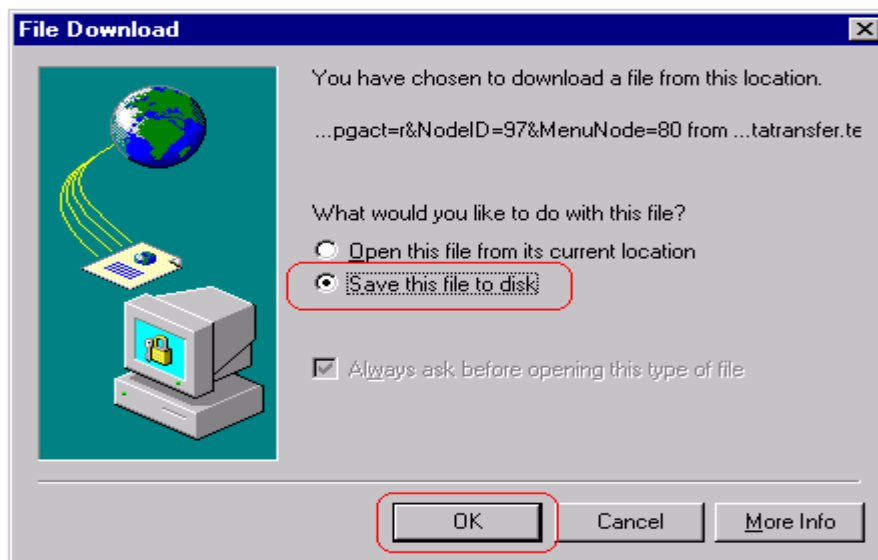 File Download
You have chosen to download a file from this location.
...pgact=r&NodeID=97&MenuNode=80 from ...tatransfer.te
What would you like to do with this file?
Open this file from its current location
Save this file to disk
Always ask before opening this type of file
OK Cancel More Info